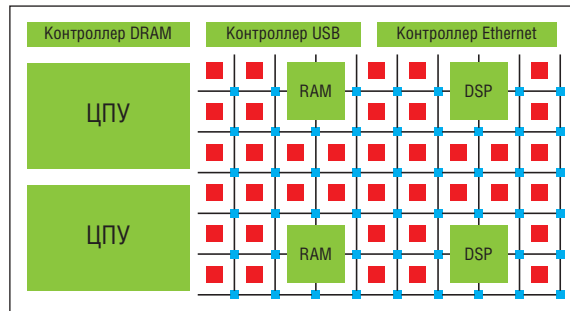 Контроллер DRAM
Контроллер USB
Контроллер Ethernet
ЦПУ
RAM
DSP
ЦПУ
RAM
DSP